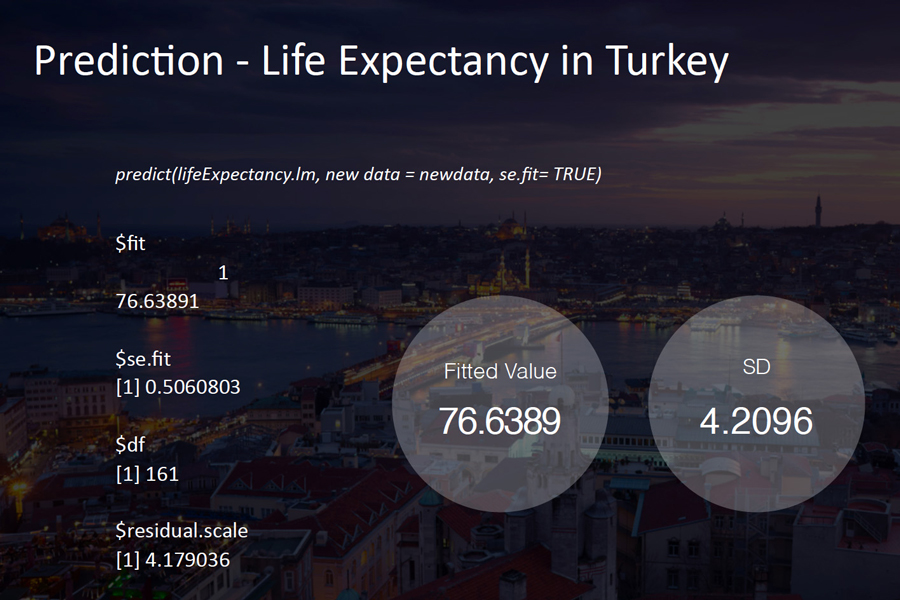 Prediction - Life Expectancy in Turkey
predict(lifeExpectancy.lm, new data = newdata, se.fit= TRUE)
$fit
1
76.63891
$se.fit
[1] 0.5060803
$df
[1] 161
$residual.scale
[1] 4.179036
Fitted Value
76.6389
SD
4.2096